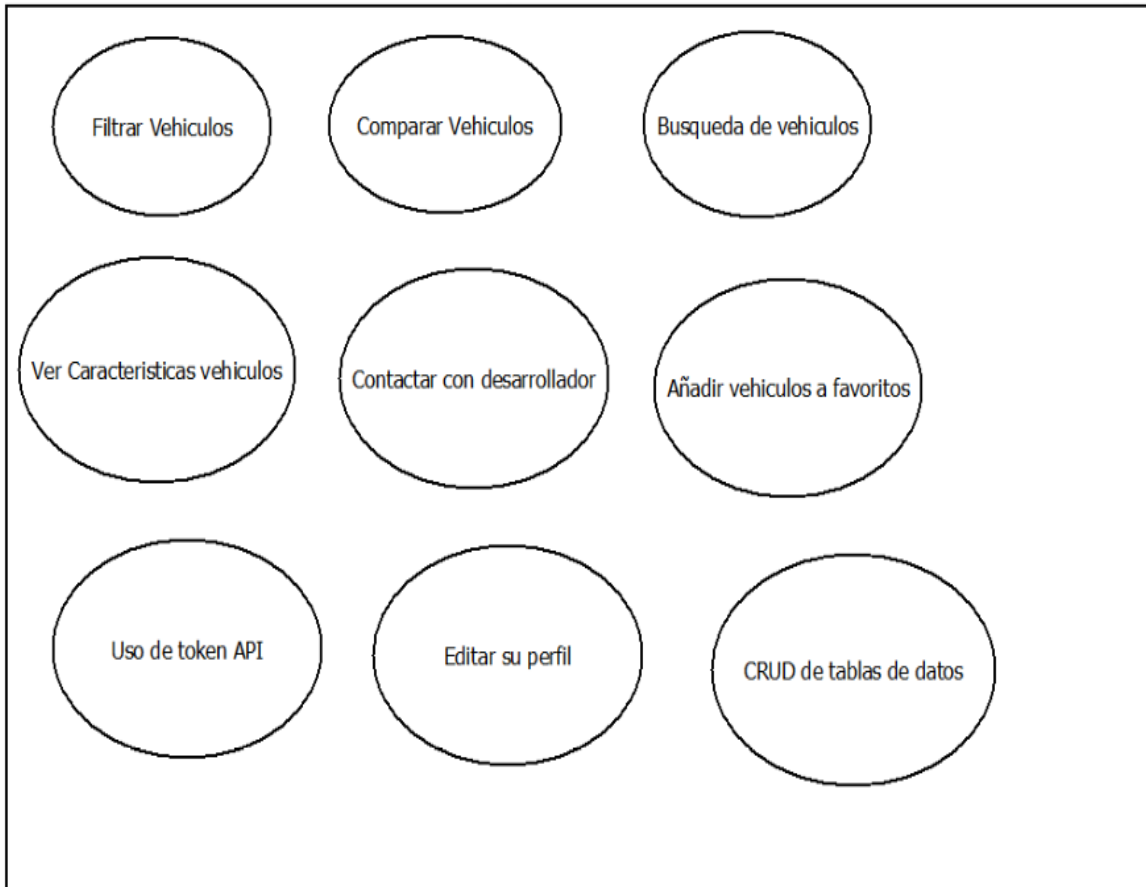 Filtrar Vehiculos
Comparar Vehiculos
Busqueda de vehiculos
Ver Caracteristicas vehiculos
Contactar con desarrollador
Añadir vehiculos a favoritos
Uso de token API
Editar su perfil
CRUD de tablas de datos